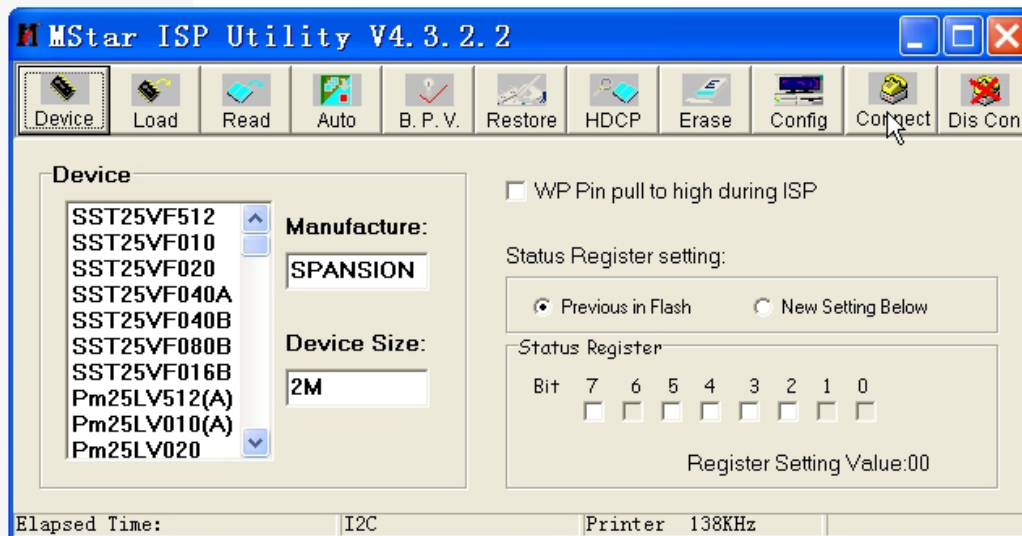 MStar ISP Utility V4.3.2.2
Device Load Read Auto B. P. V. Restore HDCP Erase Config Connect Dis Con
Device
SST25VF512
SST25VF010
SST25VF020
SST25VF040A
SST25VF040B
SST25VF080B
SST25VF016B
Pm25LV512(A)
Pm25LV010(A)
Pm25LV020
Manufacture:
SPANSION
Device Size:
2M
WP Pin pull to high during ISP
Status Register setting:
Previous in Flash New Setting Below
Status Register
Bit 7 6 5 4 3 2 1 0
Register Setting Value:00
Elapsed Time: I2C Printer 138KHz